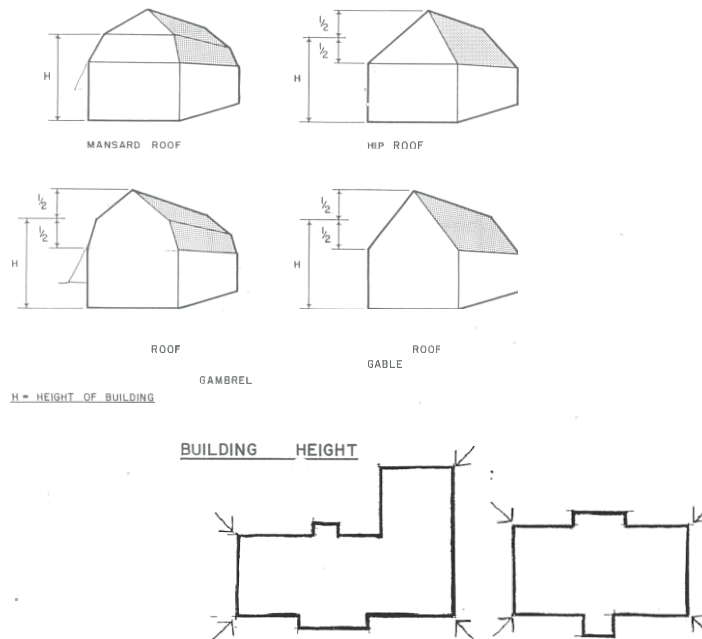 1/2
1/2
H
H
MANSARD ROOF
HIP ROOF
1/2
1/2
1/2
1/2
H
H
ROOF
ROOF
GABLE
GAMBREL
H = HEIGHT OF BUILDING
BUILDING HEIGHT